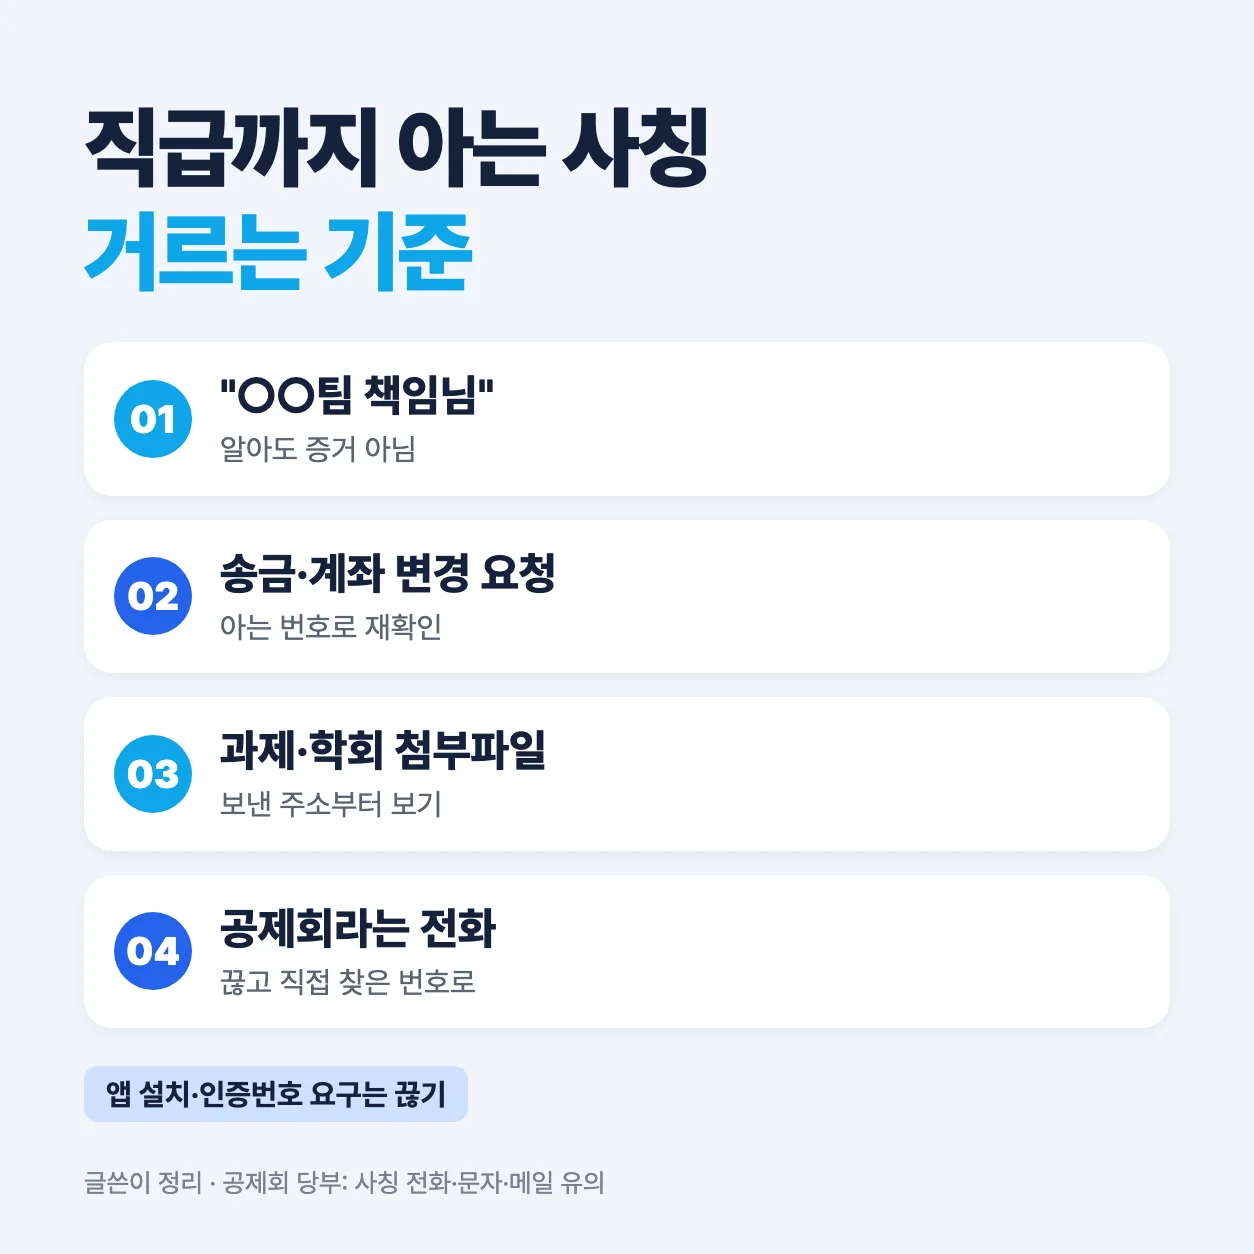 직급까지 아는 사칭
거르는 기준
01
"○○팀 책임님"
알아도 증거 아님
02
송금·계좌 변경 요청
아는 번호로 재확인
03
과제·학회 첨부파일
보낸 주소부터 보기
04
공제회라는 전화
끊고 직접 찾은 번호로
앱 설치·인증번호 요구는 끊기
글쓴이 정리 · 공제회 당부: 사칭 전화·문자·메일 유의